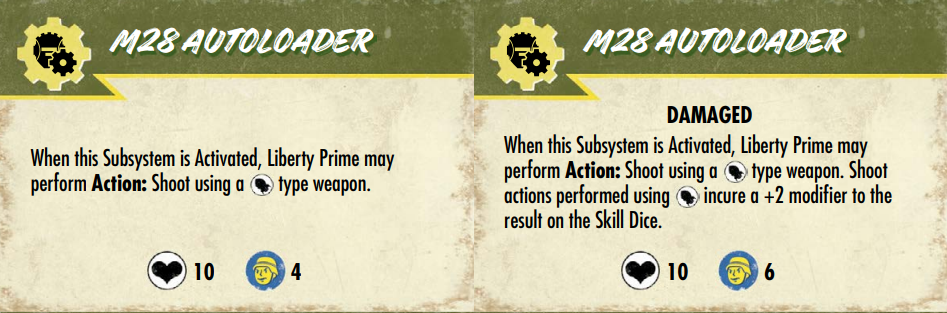 M28 AUTOLOADER
When this Subsystem is Activated, Liberty Prime may
perform Action: Shoot using a type weapon.
10 4
M28 AUTOLOADER
DAMAGED
When this Subsystem is Activated, Liberty Prime may
perform Action: Shoot using a type weapon. Shoot
actions performed using incure a +2 modifier to the
result on the Skill Dice.
10 6